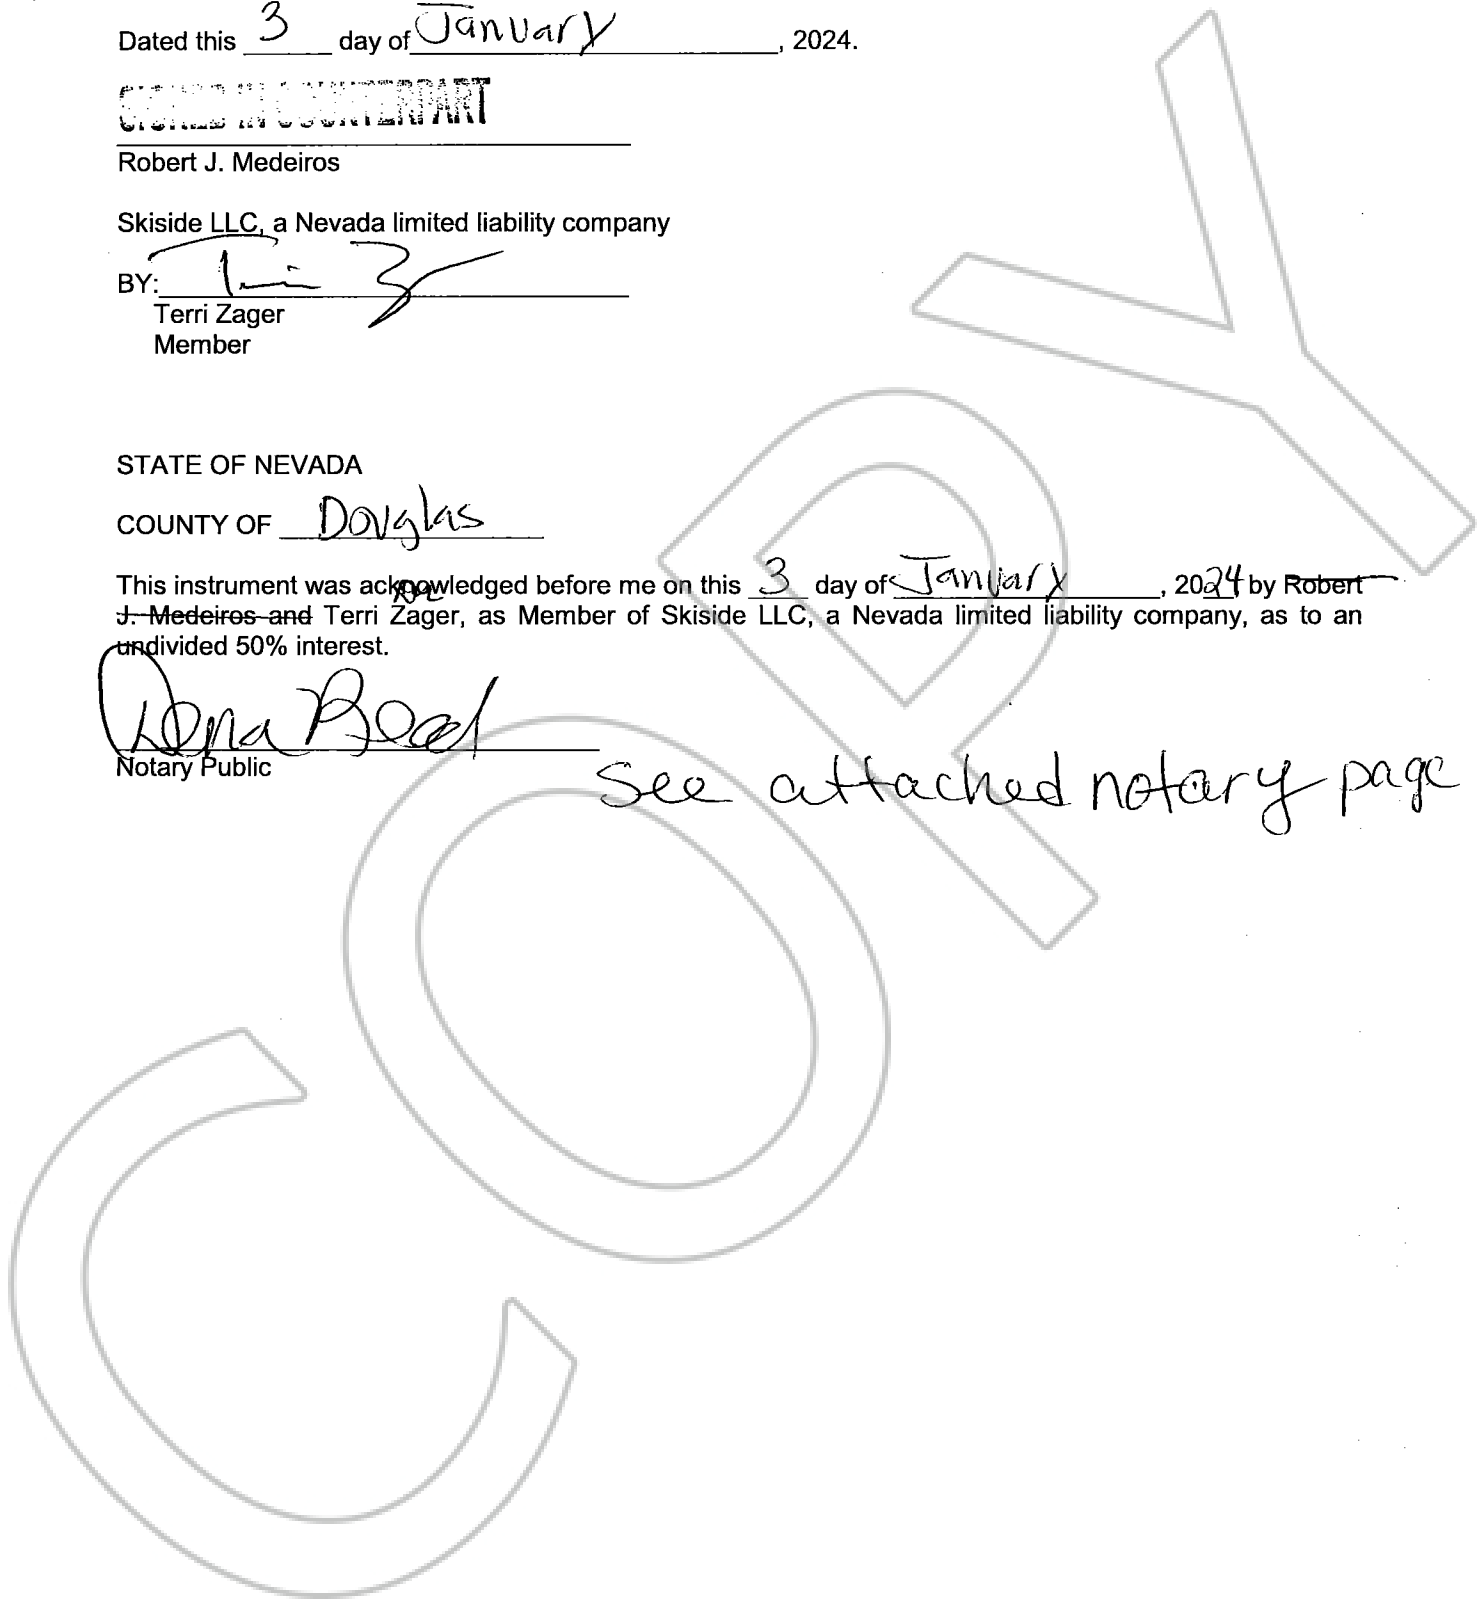 Dated this 3 day of January, 2024.
SIGNED IN COUNTERPART
Robert J. Medeiros
Skiside LLC, a Nevada limited liability company
BY: Terri Z
Terri Zager
Member
STATE OF NEVADA
COUNTY OF Douglas
This instrument was acknowledged before me on this 3 day of January, 2024 by Robert
J. Medeiros and Terri Zager, as Member of Skiside LLC, a Nevada limited liability company, as to an
undivided 50% interest.
Dena Reed
Notary Public
see attached notary page
COPY